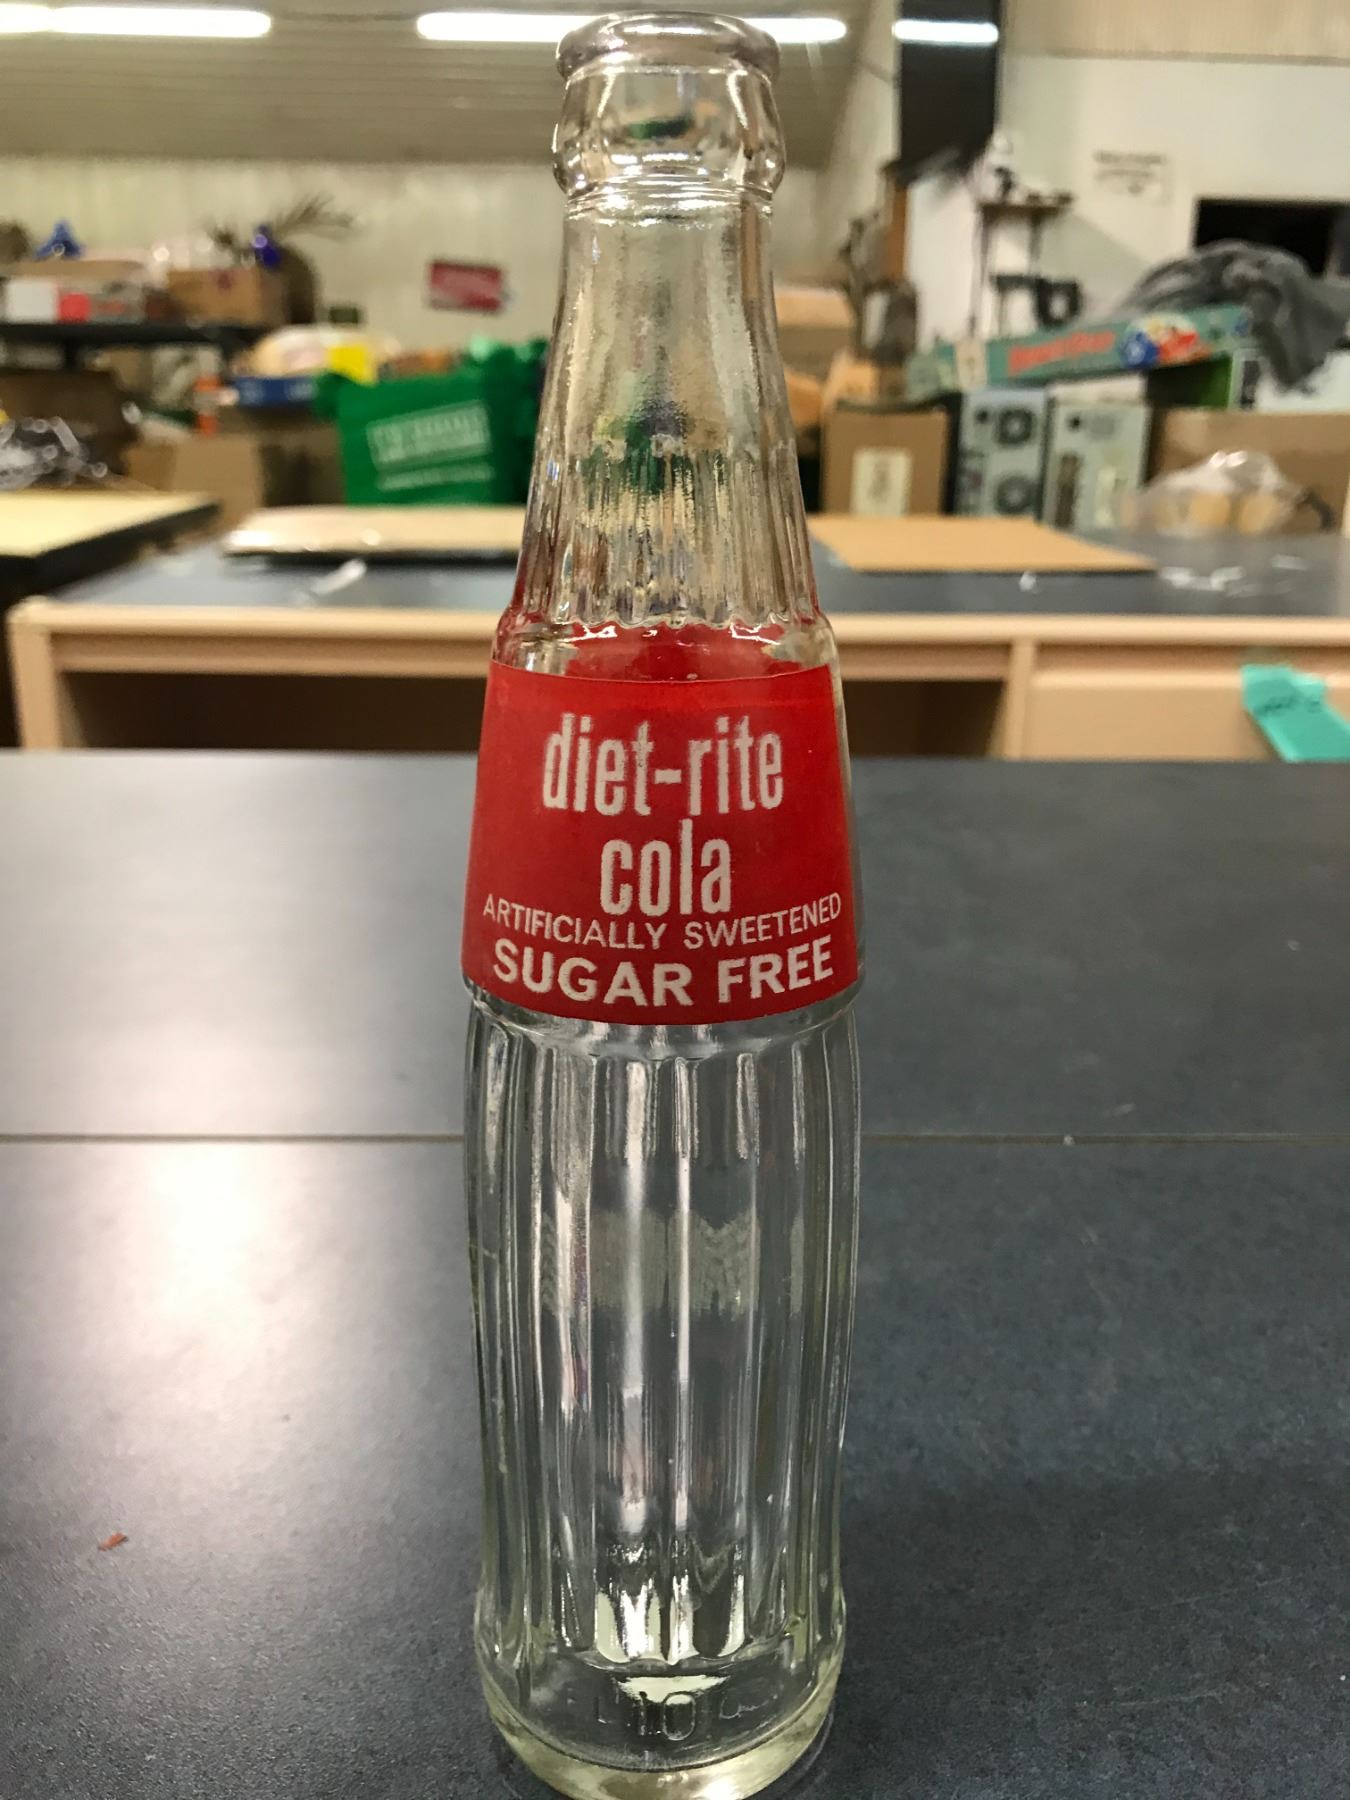 diet-rite
cola
ARTIFICIALLY SWEETENED
SUGAR FREE